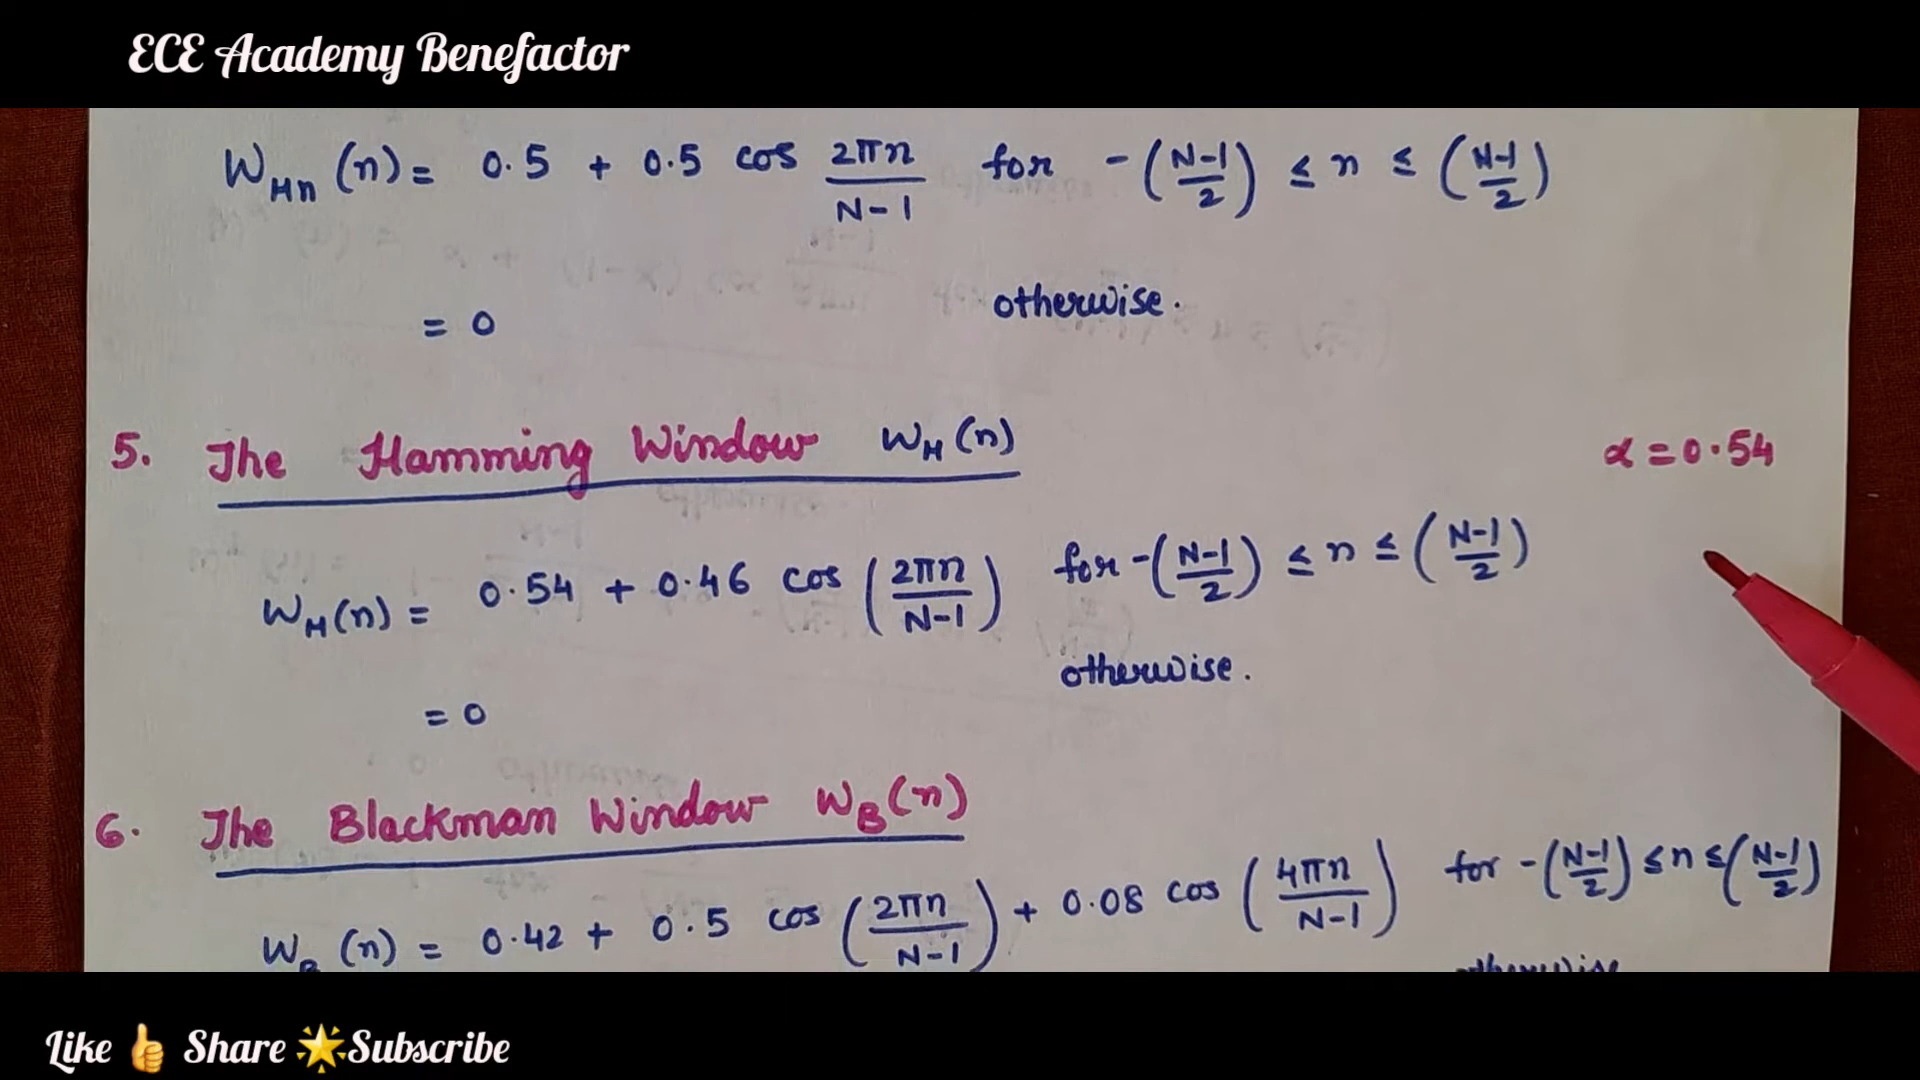 ECE Academy Benefactor
W_Hn (n) = 0.5 + 0.5 cos 2πn/N-1 for -(N-1/2) ≤ n ≤ (N-1/2)
= 0 otherwise.
5. The Hamming Window W_H (n) α = 0.54
W_H (n) = 0.54 + 0.46 cos (2πn/N-1) for -(N-1/2) ≤ n ≤ (N-1/2)
= 0 otherwise.
6. The Blackman Window W_B (n)
W_B (n) = 0.42 + 0.5 cos (2πn/N-1) + 0.08 cos (4πn/N-1) for -(N-1/2) ≤ n ≤ (N-1/2)
otherwise
Like 👍 Share 🌟Subscribe